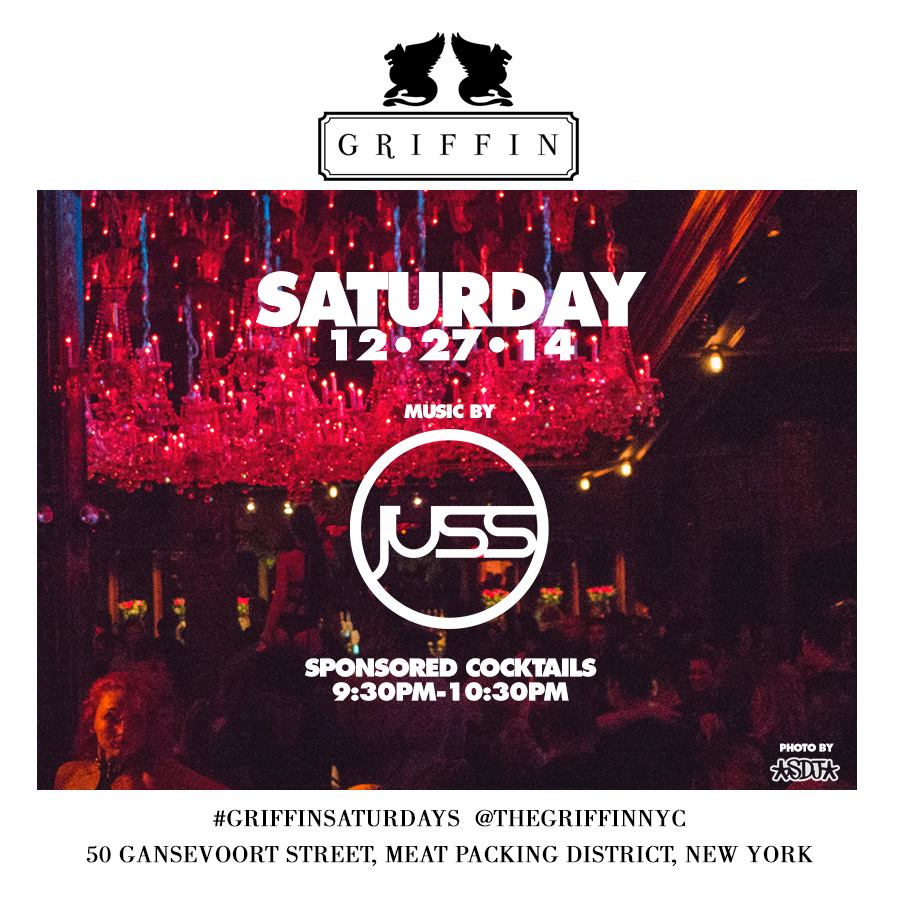 GRIFFIN
SATURDAY
12•27•14
MUSIC BY
JUSS
SPONSORED COCKTAILS
9:30PM-10:30PM
PHOTO BY
ASDFA
#GRIFFINSATURDAYS @THEGRIFFINNYC
50 GANSEVOORT STREET, MEAT PACKING DISTRICT, NEW YORK